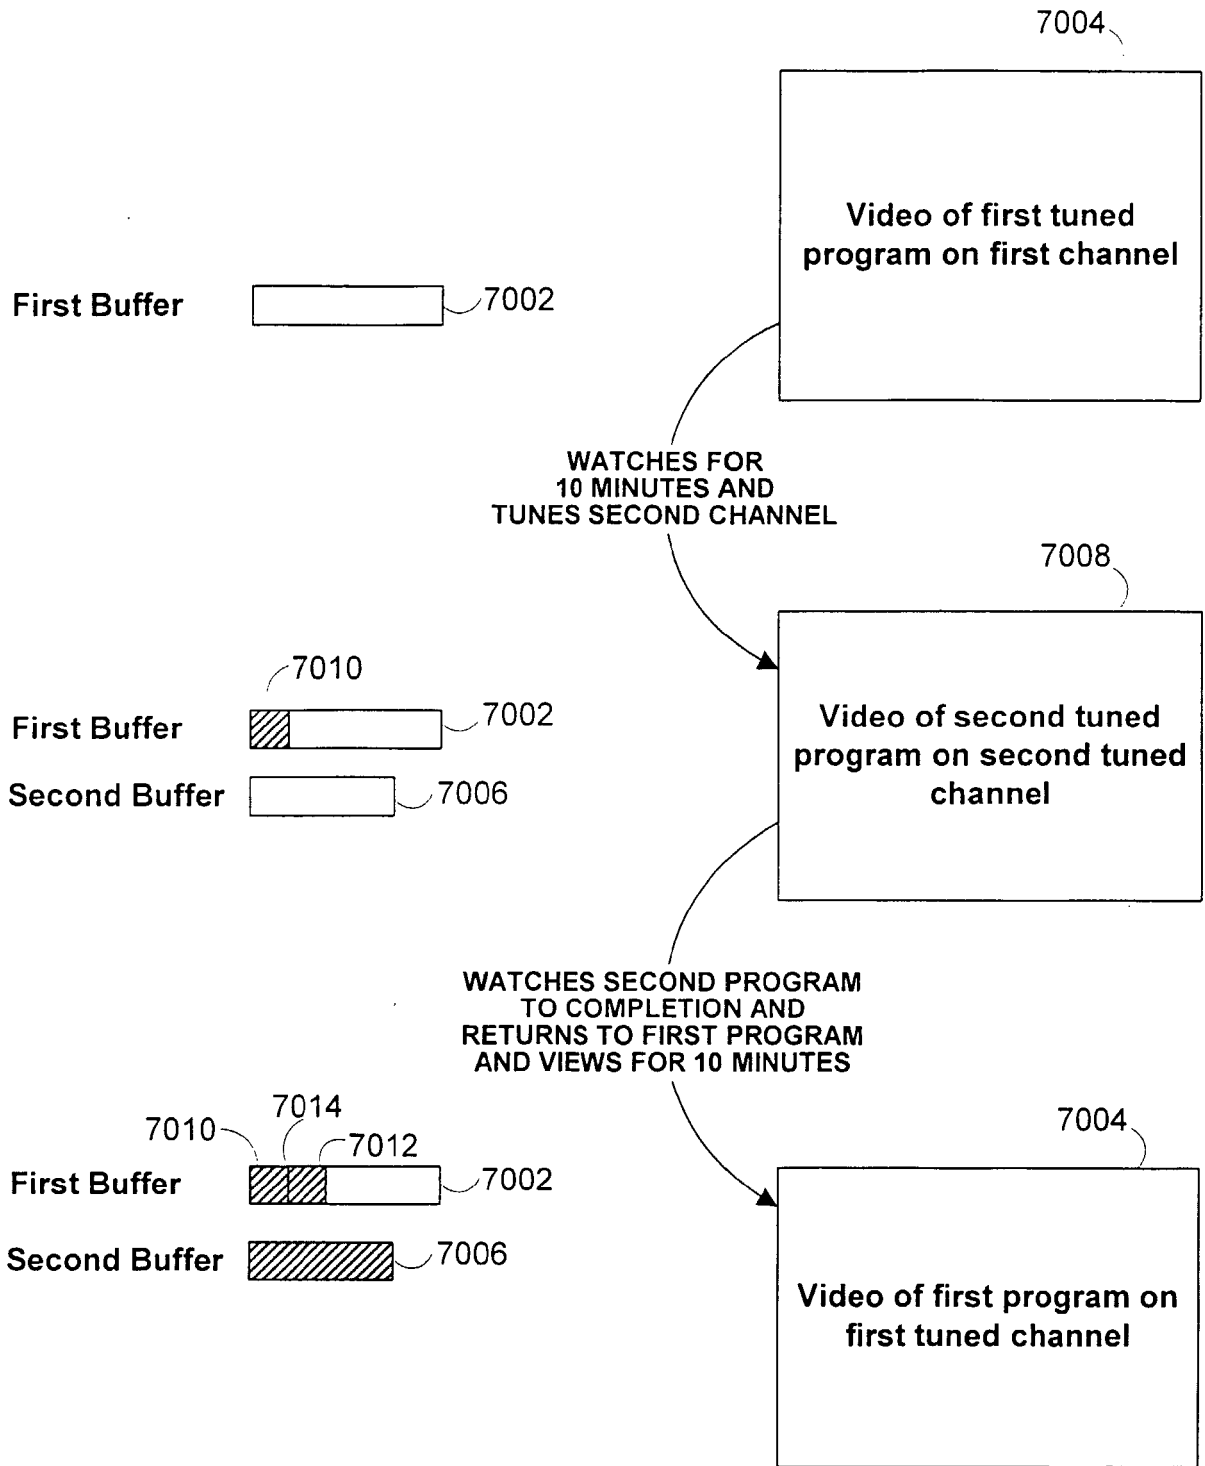 7004
Video of first tuned
program on first channel
First Buffer
7002
WATCHES FOR
10 MINUTES AND
TUNES SECOND CHANNEL
7008
7010
First Buffer
7002
Second Buffer
7006
Video of second tuned
program on second tuned
channel
WATCHES SECOND PROGRAM
TO COMPLETION AND
RETURNS TO FIRST PROGRAM
AND VIEWS FOR 10 MINUTES
7010
7014
7012
First Buffer
7002
Second Buffer
7006
7004
Video of first program on
first tuned channel